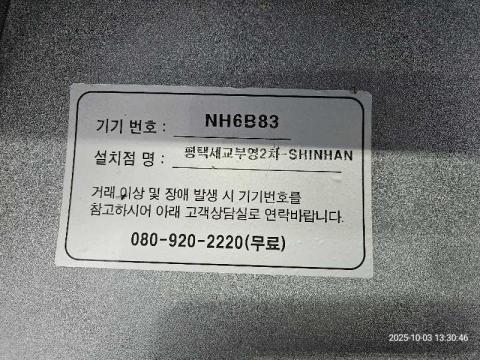 기기 번호 : NH6B83
설치점 명 : 평택세교부영2차-SHINHAN
거래 이상 및 장애 발생 시 기기번호를
참고하시어 아래 고객상담실로 연락바랍니다.
080-920-2220(무료)
2025-10-03 13:30:46